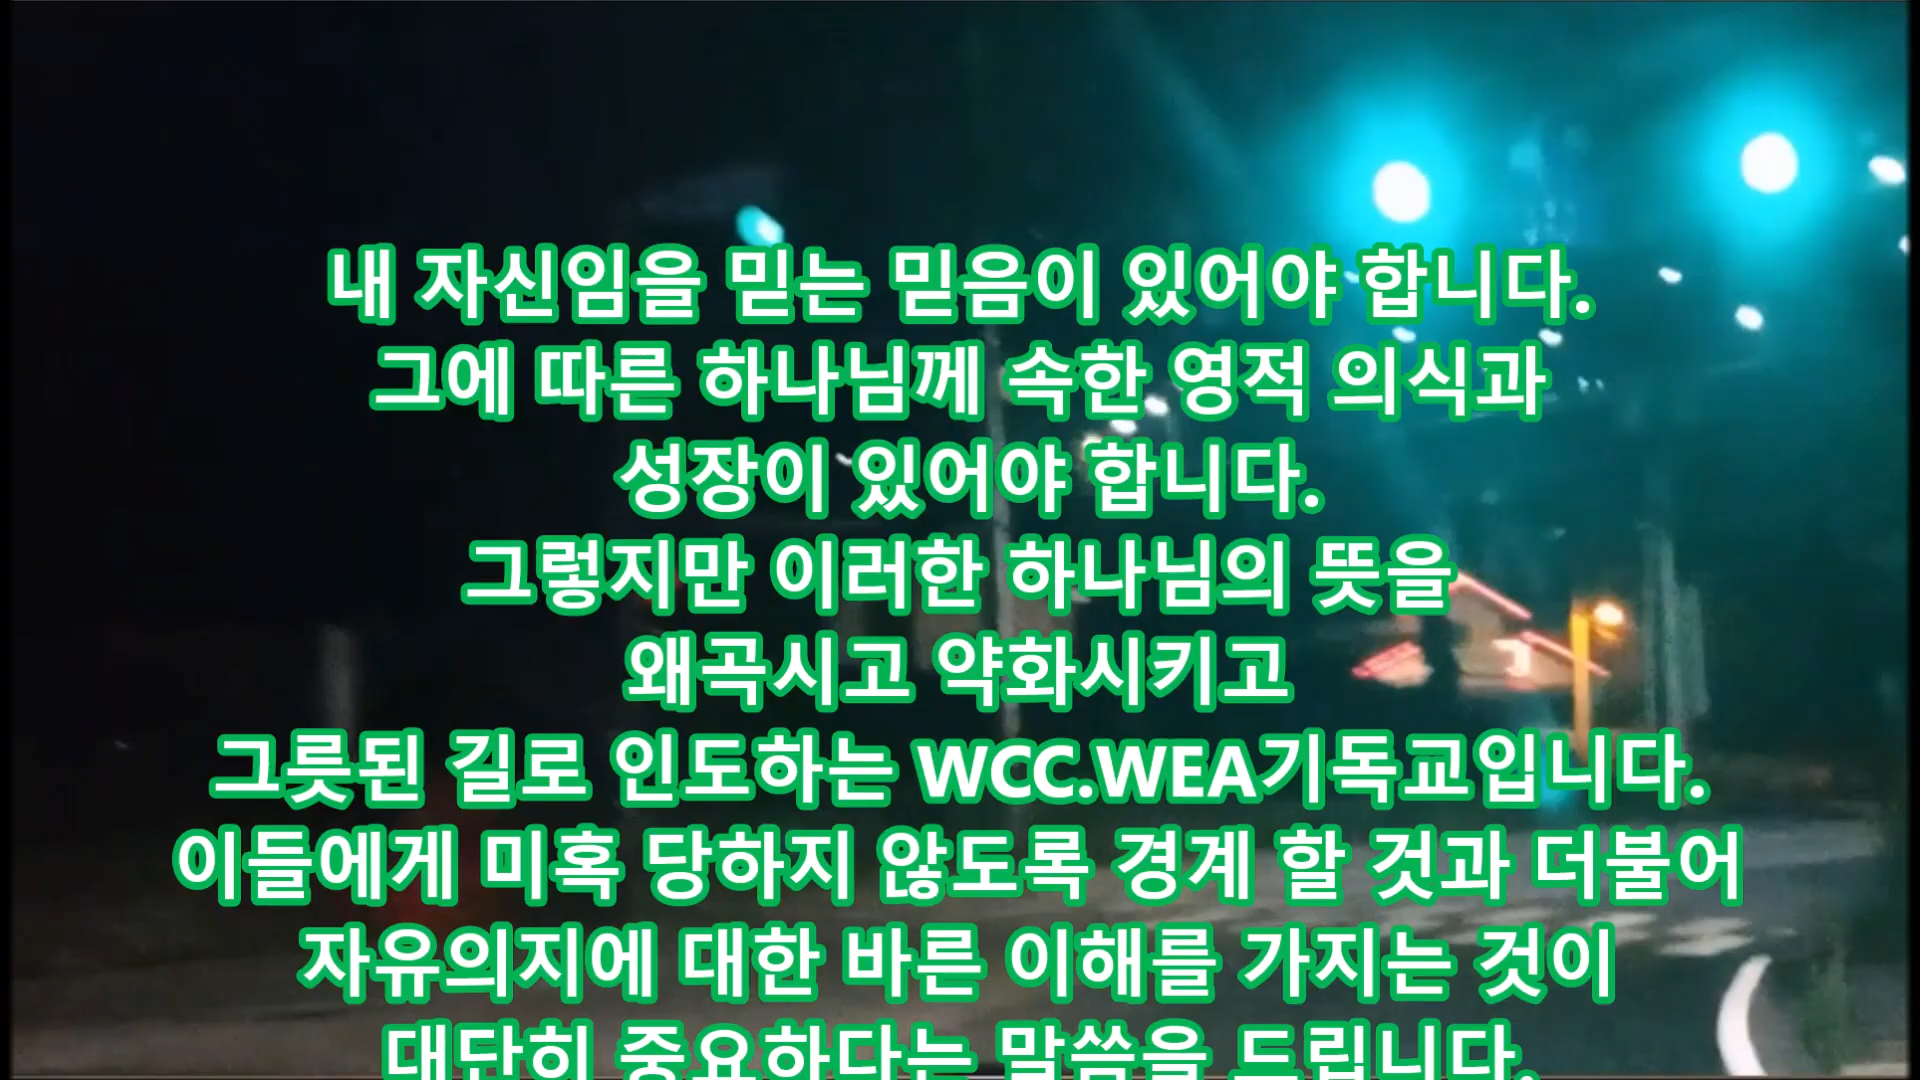 내 자신임을 믿는 믿음이 있어야 합니다.
그에 따른 하나님께 속한 영적 의식과
성장이 있어야 합니다.
그렇지만 이러한 하나님의 뜻을
왜곡시고 약화시키고
그릇된 길로 인도하는 WCC.WEA기독교입니다.
이들에게 미혹 당하지 않도록 경계 할 것과 더불어
자유의지에 대한 바른 이해를 가지는 것이
대단히 중요하다는 말씀을 드립니다.